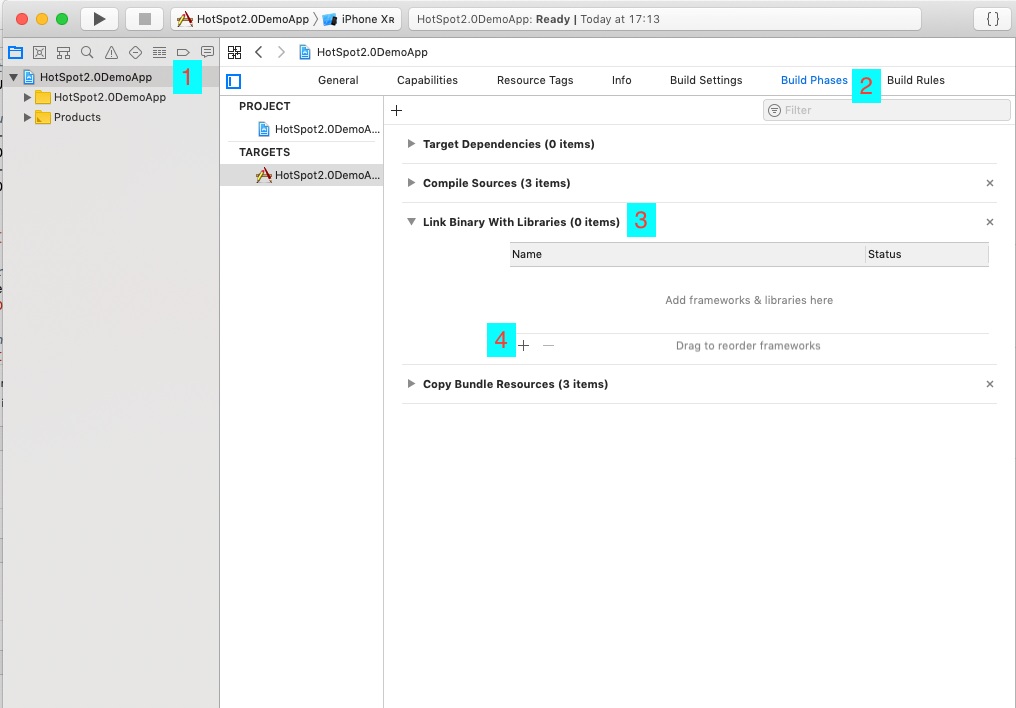 HotSpot2.0DemoApp 〉 iPhone XR
HotSpot2.0DemoApp: Ready | Today at 17:13
{ }
HotSpot2.0DemoApp
HotSpot2.0DemoApp 1
HotSpot2.0DemoApp
Products
General Capabilities Resource Tags Info Build Settings Build Phases 2 Build Rules
PROJECT
HotSpot2.0DemoA...
TARGETS
HotSpot2.0DemoA...
+
Filter
Target Dependencies (0 items)
Compile Sources (3 items) ×
Link Binary With Libraries (0 items) 3 ×
Name Status
Add frameworks & libraries here
4 + — Drag to reorder frameworks
Copy Bundle Resources (3 items) ×